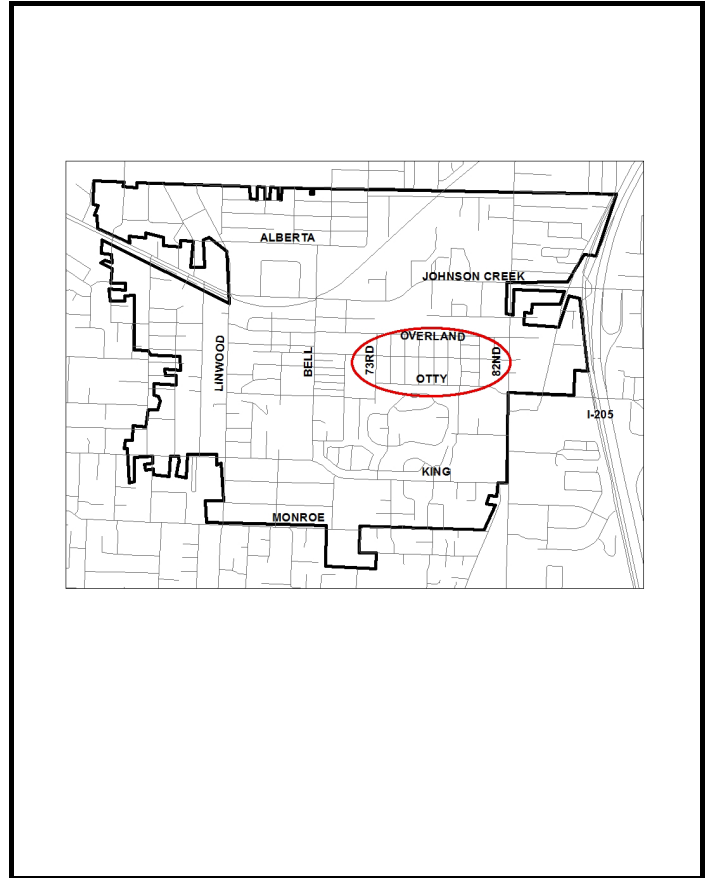 ALBERTA
JOHNSON CREEK
OVERLAND
LINWOOD
BELL
73RD
82ND
OTTY
I-205
KING
MONROE